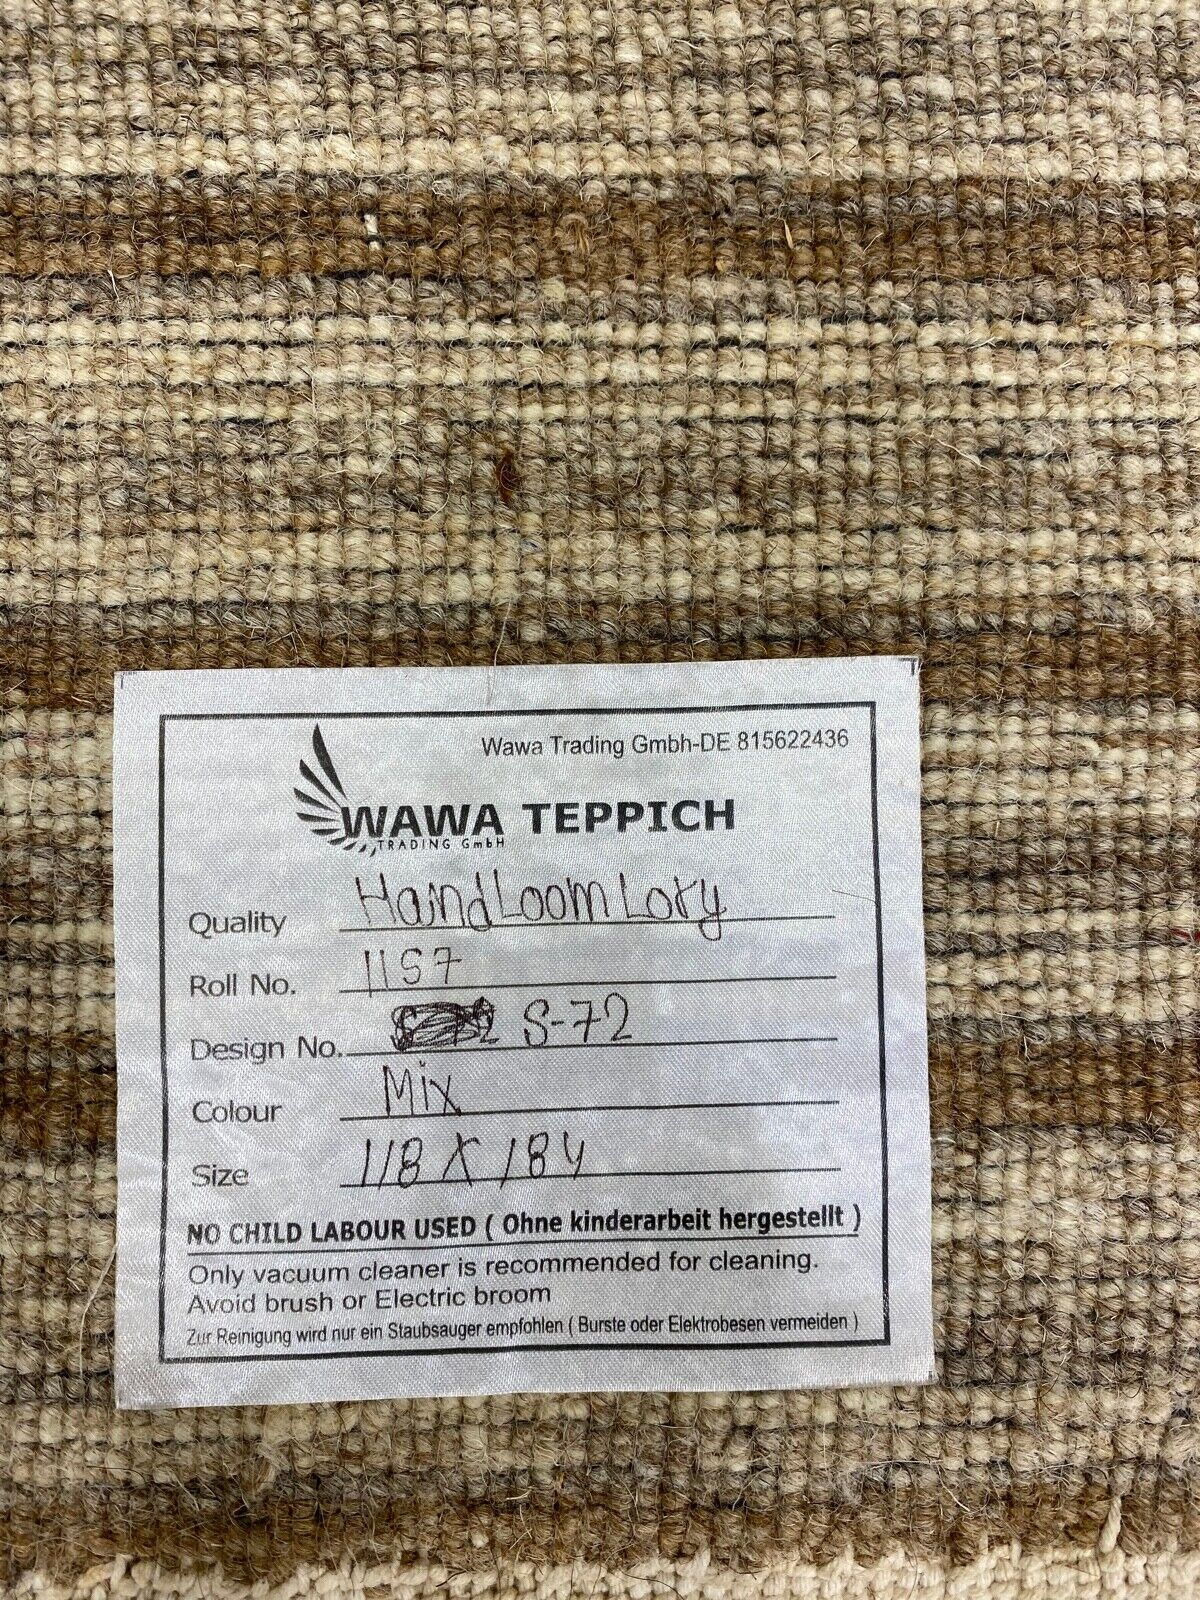 Wawa Trading Gmbh-DE 815622436
WAWA TEPPICH
TRADING GmbH
Quality HandLoom Lory
Roll No. 1157
Design No. S-72
Colour Mix
Size 118 X 184
NO CHILD LABOUR USED ( Ohne kinderarbeit hergestellt )
Only vacuum cleaner is recommended for cleaning.
Avoid brush or Electric broom
Zur Reinigung wird nur ein Staubsauger empfohlen ( Burste oder Elektrobesen vermeiden )